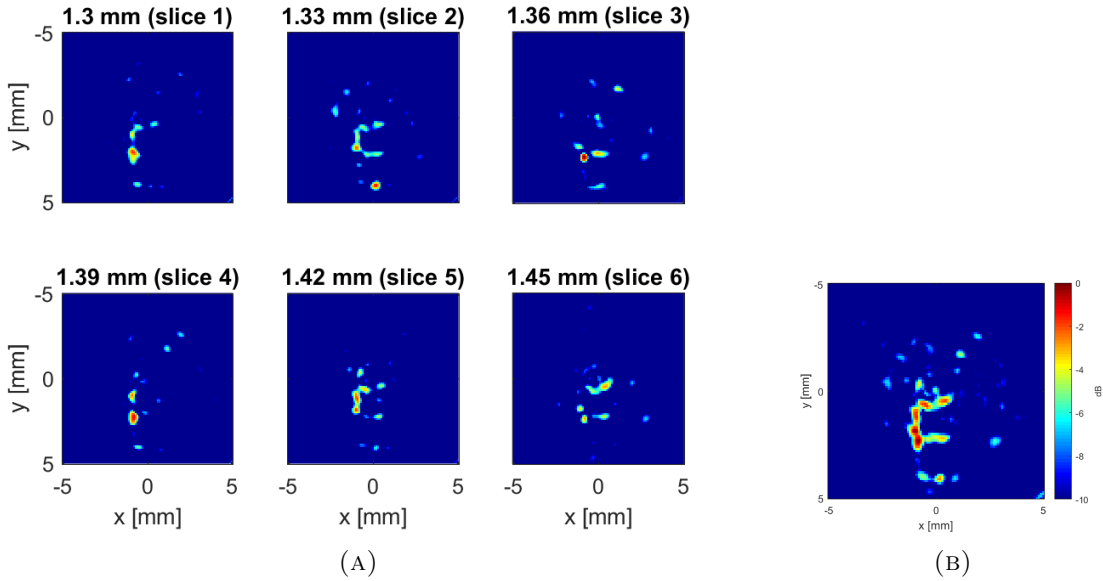 1.3 mm (slice 1) 1.33 mm (slice 2) 1.36 mm (slice 3)
-5
0
5
y [mm]
1.39 mm (slice 4) 1.42 mm (slice 5) 1.45 mm (slice 6)
-5
0
5
y [mm]
-5 0 5 -5 0 5 -5 0 5
x [mm] x [mm] x [mm]
(A)
-5
0
5
y [mm]
-5 0 5
x [mm]
0
-2
-4
-6
-8
-10
dB
(B)